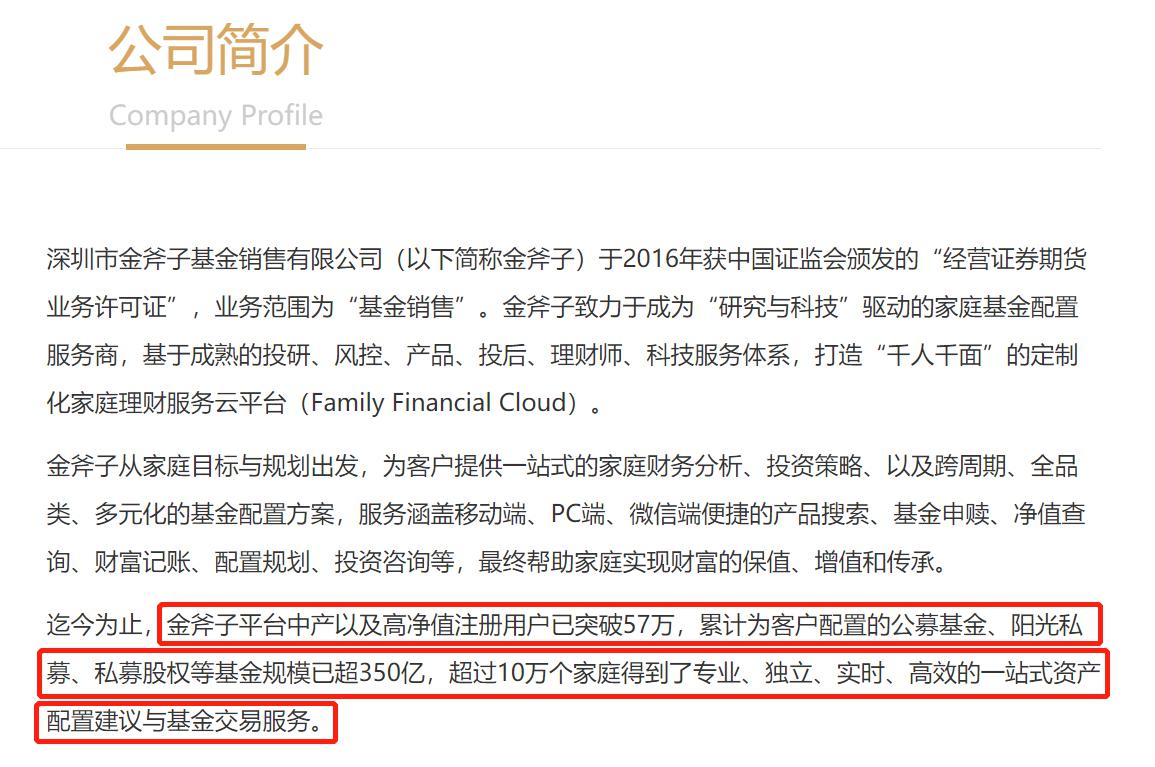 公司简介
Company Profile
深圳市金斧子基金销售有限公司（以下简称金斧子）于2016年获中国证监会颁发的“经营证券期货
业务许可证”，业务范围为“基金销售”。金斧子致力于成为“研究与科技”驱动的家庭基金配置
服务商，基于成熟的投研、风控、产品、投后、理财师、科技服务体系，打造“千人千面”的定制
化家庭理财服务云平台（Family Financial Cloud）。
金斧子从家庭目标与规划出发，为客户提供一站式的家庭财务分析、投资策略、以及跨周期、全品
类、多元化的基金配置方案，服务涵盖移动端、PC端、微信端便捷的产品搜索、基金申赎、净值查
询、财富记账、配置规划、投资咨询等，最终帮助家庭实现财富的保值、增值和传承。
迄今为止，金斧子平台中产以及高净值注册用户已突破57万，累计为客户配置的公募基金、阳光私
募、私募股权等基金规模已超350亿，超过10万个家庭得到了专业、独立、实时、高效的一站式资产
配置建议与基金交易服务。